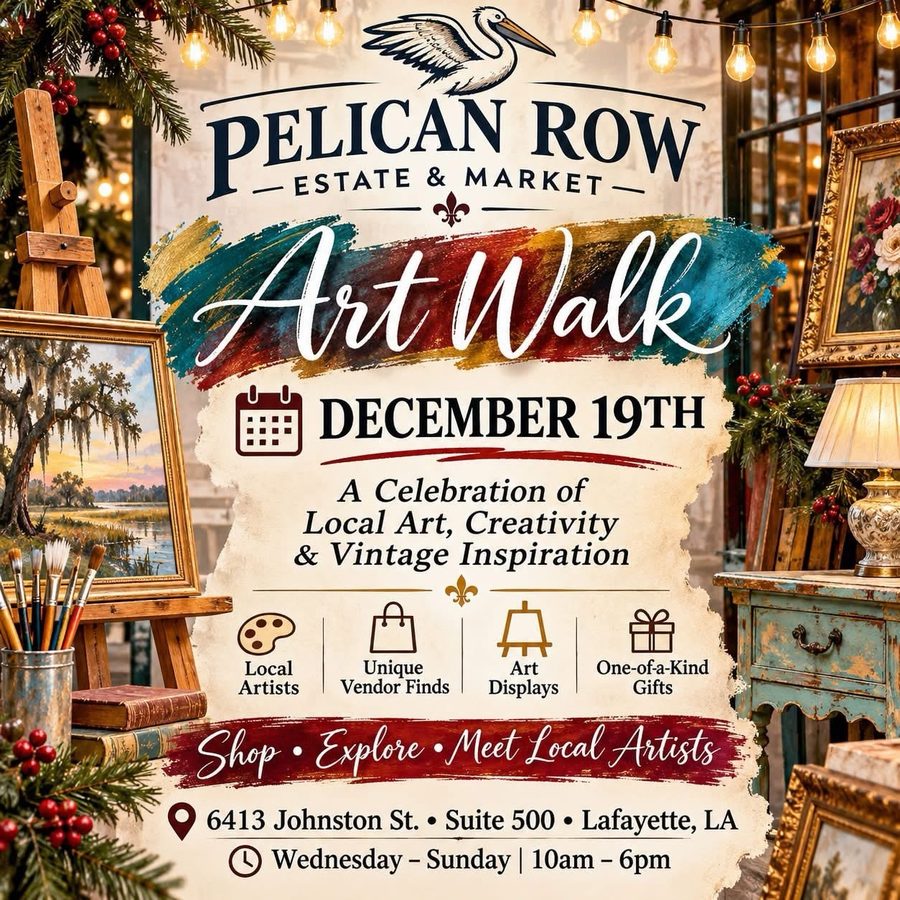 PELICAN ROW
ESTATE & MARKET
Art Walk
DECEMBER 19TH
A Celebration of
Local Art, Creativity
& Vintage Inspiration
Local
Artists
Unique
Vendor Finds
Art
Displays
One-of-a-Kind
Gifts
Shop • Explore • Meet Local Artists
6413 Johnston St. • Suite 500 • Lafayette, LA
Wednesday – Sunday | 10am – 6pm